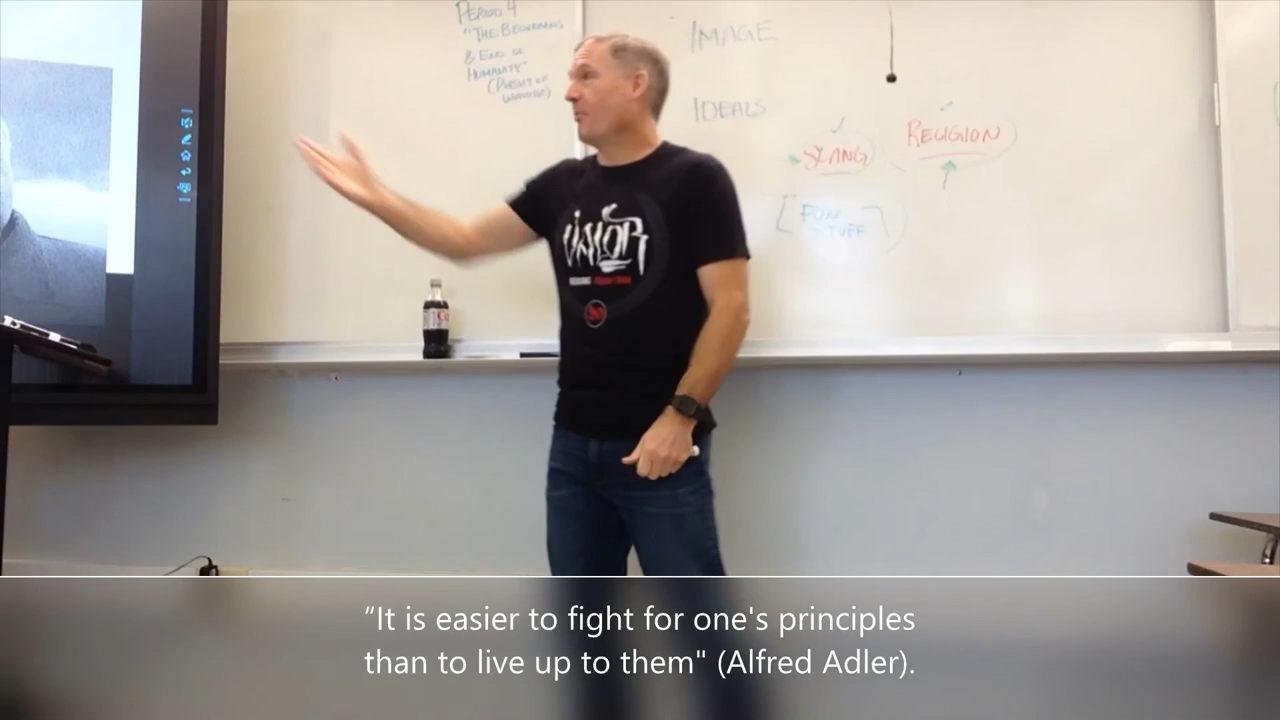 PERIOD 4
"THE BEGINNING
& END OF
HUMANITY"
IMAGE
IDEALS
SLANG
RELIGION
FUN
STUFF
VALOR
“It is easier to fight for one's principles
than to live up to them" (Alfred Adler).